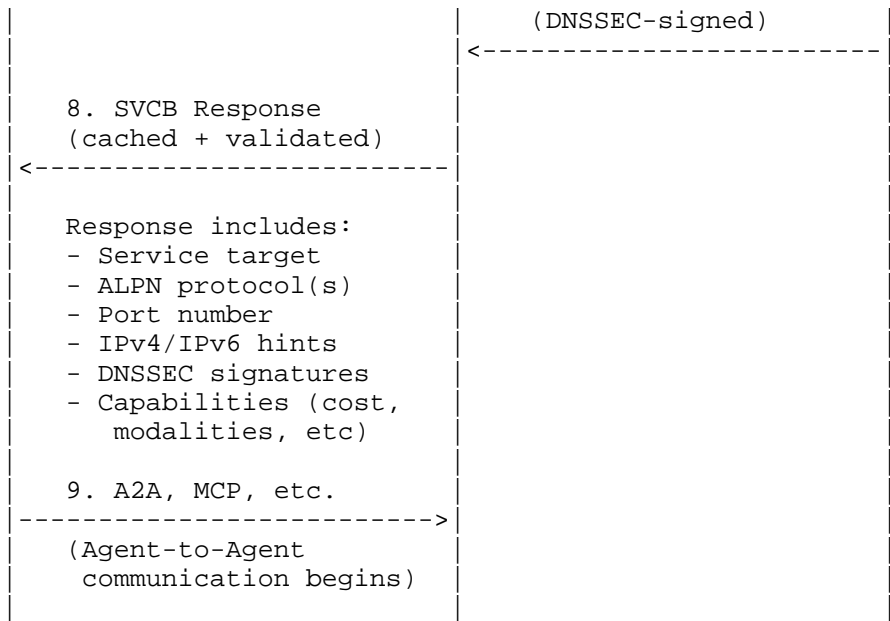 (DNSSEC-signed)
<-------------------------
8. SVCB Response
(cached + validated)
<--------------------------
Response includes:
- Service target
- ALPN protocol(s)
- Port number
- IPv4/IPv6 hints
- DNSSEC signatures
- Capabilities (cost,
modalities, etc)
9. A2A, MCP, etc.
-------------------------->
(Agent-to-Agent
communication begins)